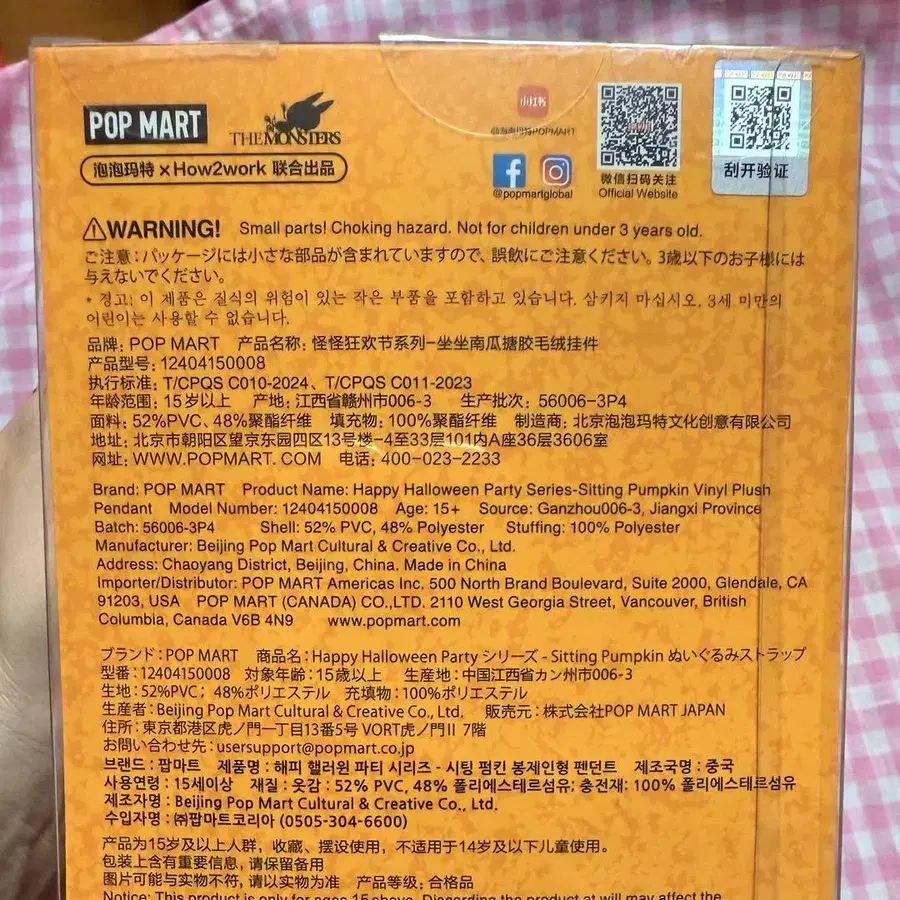 POP MART
THE MONSTERS
泡泡玛特 × How2work 联合出品
小红书
POPMART
@popmartglobal
微信扫码关注
Official Website
刮开验证
WARNING! Small parts! Choking hazard. Not for children under 3 years old.
ご注意：パッケージには小さな部品が含まれていますので、誤飲にご注意ください。3歳以下のお子様には
与えないでください。
* 경고: 이 제품은 질식의 위험이 있는 작은 부품을 포함하고 있습니다. 삼키지 마십시오, 3세 미만의
어린이는 사용할 수 없습니다.
品牌: POP MART 产品名称: 怪怪狂欢节系列-坐坐南瓜搪胶毛绒挂件
产品型号: 12404150008
执行标准: T/CPQS C010-2024、T/CPQS C011-2023
年龄范围: 15岁以上 产地: 江西省赣州市006-3 生产批次: 56006-3P4
面料: 52%PVC、48%聚酯纤维 填充物: 100%聚酯纤维 制造商: 北京泡泡玛特文化创意有限公司
地址: 北京市朝阳区望京东园四区13号楼-4至33层101内A座36层3606室
网址: WWW.POPMART. COM 电话: 400-023-2233
Brand: POP MART Product Name: Happy Halloween Party Series-Sitting Pumpkin Vinyl Plush
Pendant Model Number: 12404150008 Age: 15+ Source: Ganzhou006-3, Jiangxi Province
Batch: 56006-3P4 Shell: 52% PVC, 48% Polyester Stuffing: 100% Polyester
Manufacturer: Beijing Pop Mart Cultural & Creative Co., Ltd.
Address: Chaoyang District, Beijing, China. Made in China
Importer/Distributor: POP MART Americas Inc. 500 North Brand Boulevard, Suite 2000, Glendale, CA
91203, USA POP MART (CANADA) CO.,LTD. 2110 West Georgia Street, Vancouver, British
Columbia, Canada V6B 4N9 www.popmart.com
ブランド：POP MART 商品名：Happy Halloween Party シリーズ - Sitting Pumpkin ぬいぐるみストラップ
型番：12404150008 対象年齢：15歳以上 生産地：中国江西省カン州市006-3
生地：52%PVC； 48%ポリエステル 充填物：100%ポリエステル
生産者：Beijing Pop Mart Cultural & Creative Co., Ltd. 販売元：株式会社POP MART JAPAN
住所：東京都港区虎ノ門一丁目13番5号 VORT虎ノ門Ⅱ 7階
お問い合わせ先：usersupport@popmart.co.jp
브랜드 : 팝마트 제품명 : 해피 핼러윈 파티 시리즈 - 시팅 펌킨 봉제인형 펜던트 제조국명 : 중국
사용연령 : 15세이상 재질 : 옷감 : 52% PVC, 48% 폴리에스테르섬유; 충전재: 100% 폴리에스테르섬유
제조자명 : Beijing Pop Mart Cultural & Creative Co., Ltd.
수입자명 : ㈜팝마트코리아 (0505-304-6600)
产品为15岁及以上人群，收藏、摆设使用，不适用于14岁及以下儿童使用。
包装上含有重要信息, 请保留备用
图片可能与实物不符, 请以实物为准 产品等级: 合格品
Notice: This product is only for ages 15 above. Discarding the product at will may affect the